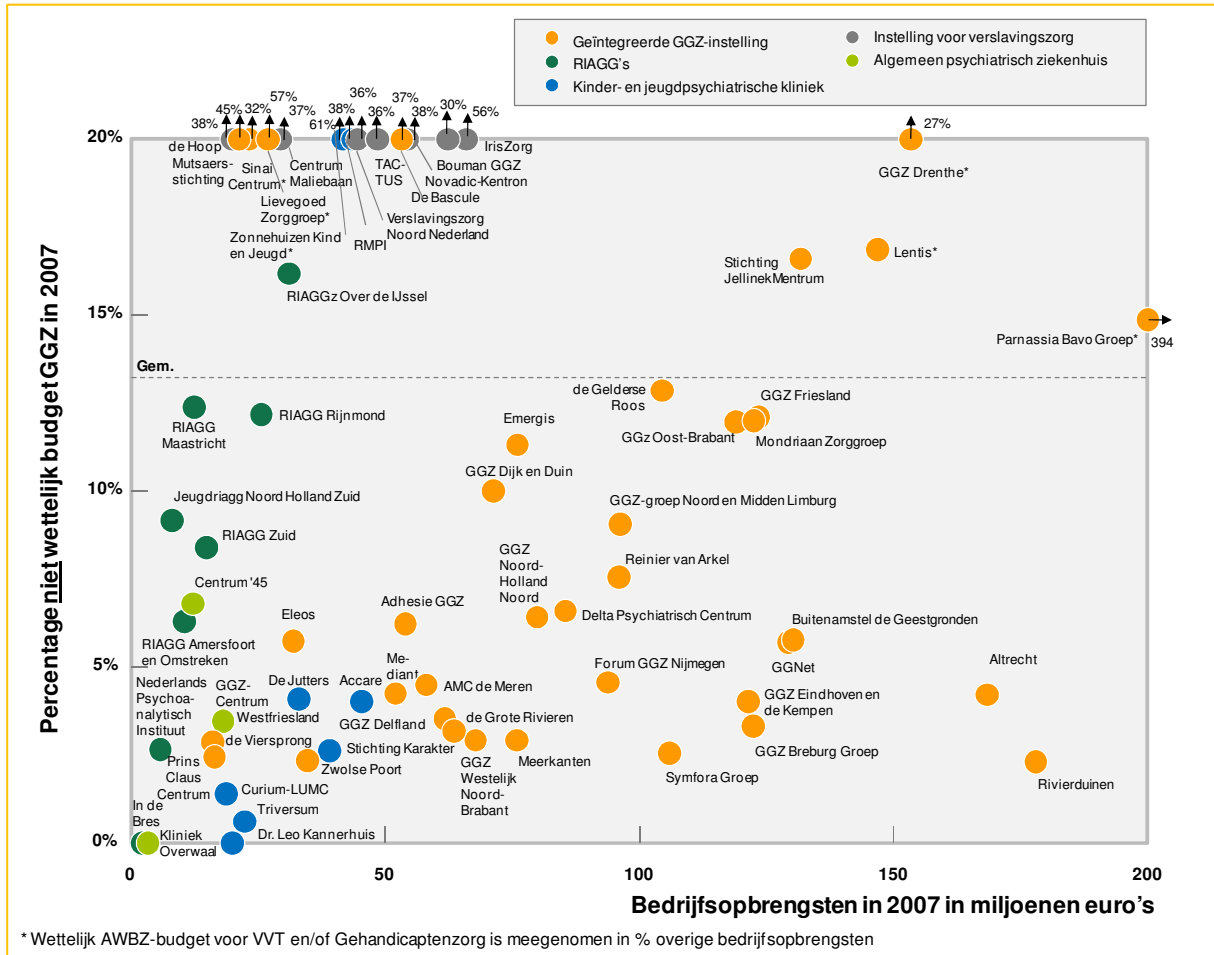 Geïntegreerde GGZ-instelling
RIAGG's
Kinder- en jeugdpsychiatrische kliniek
Instelling voor verslavingszorg
Algemeen psychiatrisch ziekenhuis
38%
45%
32%
57%
37%
61%
38%
36%
36%
37%
38%
30%
56%
27%
20%
de Hoop
Mutsaers-
stichting
Sinai
Centrum*
Lievegoed
Zorggroep*
Centrum
Maliebaan
Zonnehuizen Kind
en Jeugd*
RMPI
Verslavingszorg
Noord Nederland
TAC-
TUS
De Bascule
Bouman GGZ
Novadic-Kentron
IrisZorg
GGZ Drenthe*
RIAGGz Over de IJssel
Stichting
JellinekMentrum
Lentis*
15%
Parnassia Bavo Groep*
394
Gem.
de Gelderse
Roos
GGZ Friesland
GGz Oost-Brabant
Mondriaan Zorggroep
RIAGG
Maastricht
RIAGG Rijnmond
Emergis
GGZ Dijk en Duin
10%
Jeugdriagg Noord Holland Zuid
GGZ-groep Noord en Midden Limburg
RIAGG Zuid
Reinier van Arkel
GGZ
Noord-
Holland
Noord
Centrum '45
Delta Psychiatrisch Centrum
RIAGG Amersfoort
en Omstreken
Eleos
Adhesie GGZ
Buitenamstel de Geestgronden
GGNet
5%
Altrecht
Forum GGZ Nijmegen
Nederlands
Psychoa-
nalytisch
Instituut
GGZ-
Centrum
Westfriesland
De Jutters
Accare
Me-
diant
AMC de Meren
GGZ Eindhoven en
de Kempen
GGZ Delfland
de Grote Rivieren
de Viersprong
Stichting Karakter
GGZ Breburg Groep
Prins
Claus
Centrum
Zwolse Poort
GGZ
Westelijk
Noord-
Brabant
Meerkanten
Symfora Groep
Rivierduinen
Curium-LUMC
Triversum
In de
Bres
Kliniek
Overwaal
Dr. Leo Kannerhuis
0%
0
50
100
150
200
Percentage niet wettelijk budget GGZ in 2007
Bedrijfsopbrengsten in 2007 in miljoenen euro's
* Wettelijk AWBZ-budget voor VVT en/of Gehandicaptenzorg is meegenomen in % overige bedrijfsopbrengsten